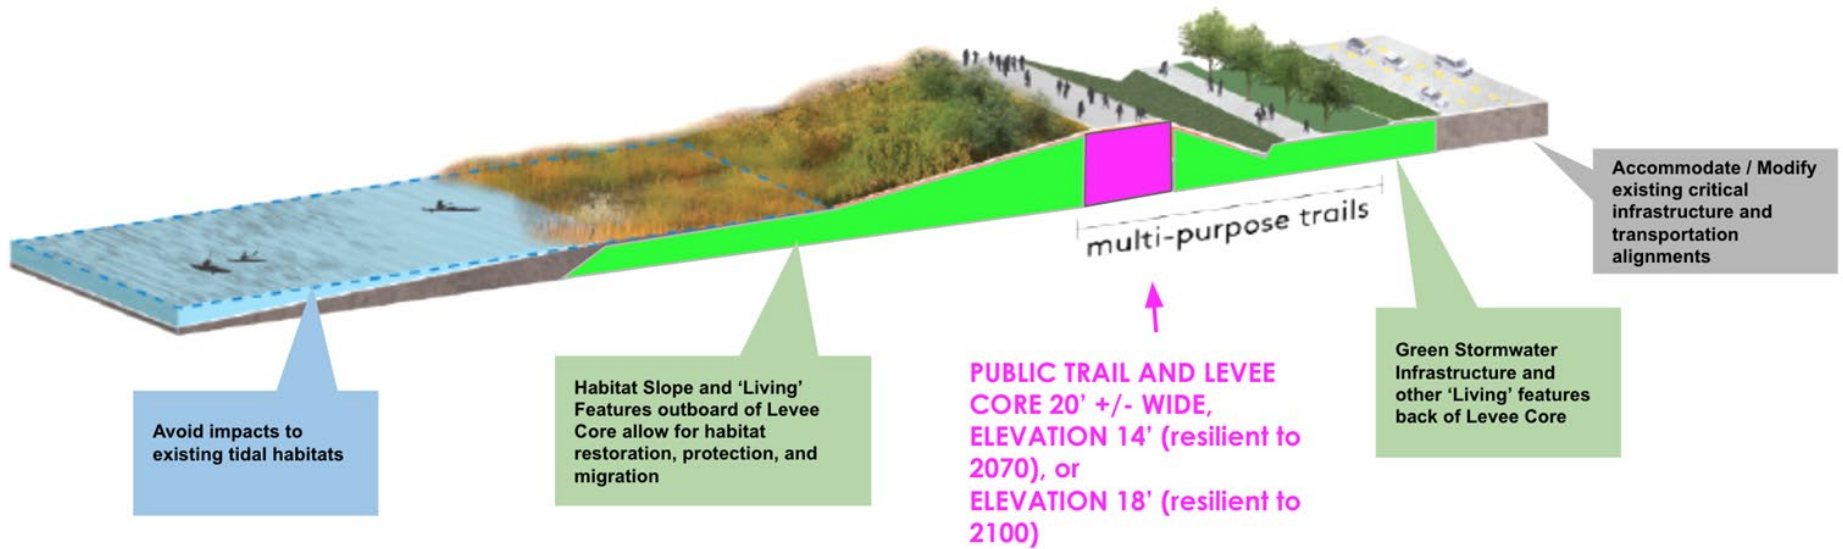 Accommodate / Modify
existing critical
infrastructure and
transportation
alignments
multi-purpose trails
Green Stormwater
Infrastructure and
other ‘Living’ features
back of Levee Core
PUBLIC TRAIL AND LEVEE
CORE 20’ +/- WIDE,
ELEVATION 14’ (resilient to
2070), or
ELEVATION 18’ (resilient to
2100)
Habitat Slope and ‘Living’
Features outboard of Levee
Core allow for habitat
restoration, protection, and
migration
Avoid impacts to
existing tidal habitats